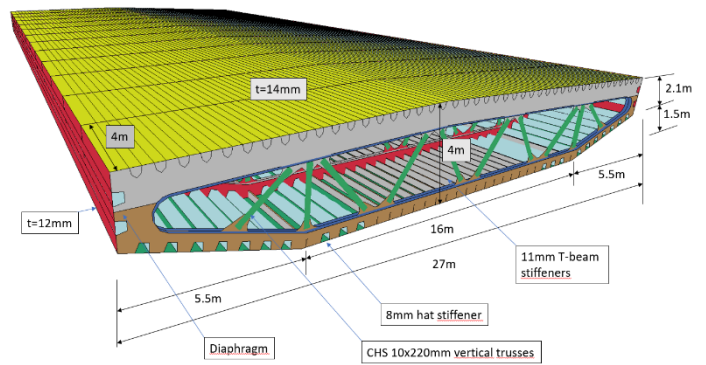 t=14mm
2.1m
1.5m
4m
4m
5.5m
t=12mm
16m
27m
11mm T-beam
stiffeners
5.5m
8mm hat stiffener
Diaphragm
CHS 10x220mm vertical trusses